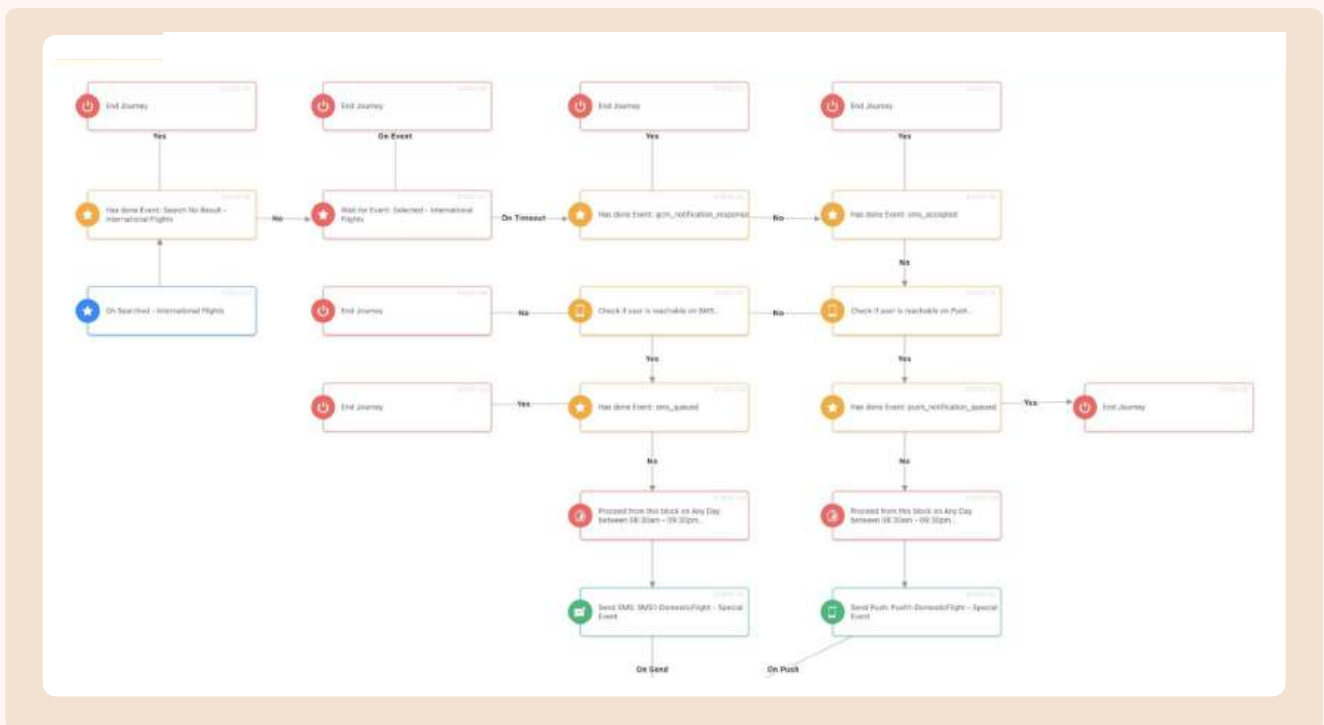 End Journey
End Journey
End Journey
End Journey
Yes
On Event
Yes
Yes
Has done Event: Search No Result -
International Flights
No
Wait for Event: Selected - International
Flights
On Timeout
Has done Event: gcm_notification_response
No
Has done Event: sms_accepted
No
On Searched - International Flights
End Journey
No
Check if user is reachable on SMS..
No
Check if user is reachable on Push..
Yes
Yes
End Journey
Yes
Has done Event: sms_queued
Has done Event: push_notification_queued
Yes
End Journey
No
No
Proceed from this block on Any Day
between 08:30am - 09:30pm..
Proceed from this block on Any Day
between 08:30am - 09:30pm..
Send SMS: SMS1-DomesticFlight - Special
Event
Send Push: Push1-DomesticFlight - Special
Event
On Send
On Push